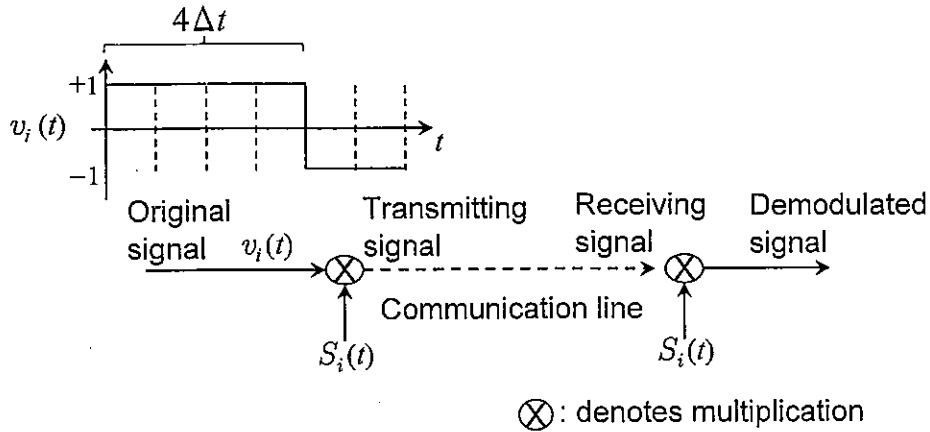 4Δt
+1
v_i(t)
t
−1
Original signal
v_i(t)
Transmitting signal
Receiving signal
Demodulated signal
Communication line
S_i(t)
S_i(t)
⊗ : denotes multiplication